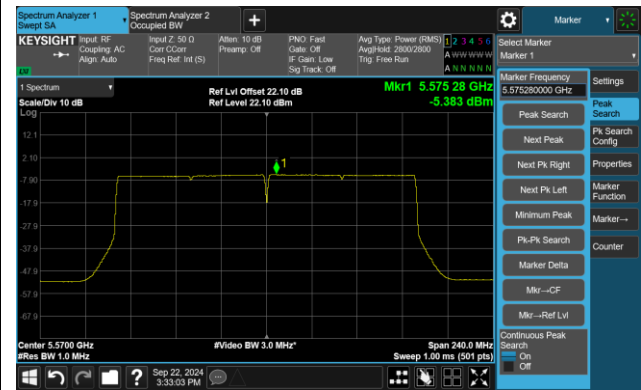 Spectrum Analyzer 1
Swept SA
Spectrum Analyzer 2
Occupied BW
+
Marker
KEYSIGHT
Input: RF
Coupling: AC
Align: Auto
Input Z: 50 Ω
Corr CCorr
Freq Ref: Int (S)
Atten: 10 dB
Preamp: Off
PNO: Fast
Gate: Off
IF Gain: Low
Sig Track: Off
Avg Type: Power (RMS)
Avg|Hold: 2800/2800
Trig: Free Run
1 2 3 4 5 6
A W W W W W
A N N N N N
Select Marker
Marker 1
1 Spectrum
Scale/Div 10 dB
Log
Ref Lvl Offset 22.10 dB
Ref Level 22.10 dBm
Mkr1 5.575 28 GHz
-5.383 dBm
12.1
2.10
-7.90
-17.9
-27.9
-37.9
-47.9
-57.9
-67.9
1
Center 5.5700 GHz
#Res BW 1.0 MHz
#Video BW 3.0 MHz*
Span 240.0 MHz
Sweep 1.00 ms (501 pts)
Marker Frequency
5.575280000 GHz
Peak Search
Next Peak
Next Pk Right
Next Pk Left
Minimum Peak
Pk-Pk Search
Marker Delta
Mkr→CF
Mkr→Ref Lvl
Continuous Peak
Search
On
Off
Settings
Peak
Search
Pk Search
Config
Properties
Marker
Function
Marker→
Counter
?
Sep 22, 2024
3:33:03 PM